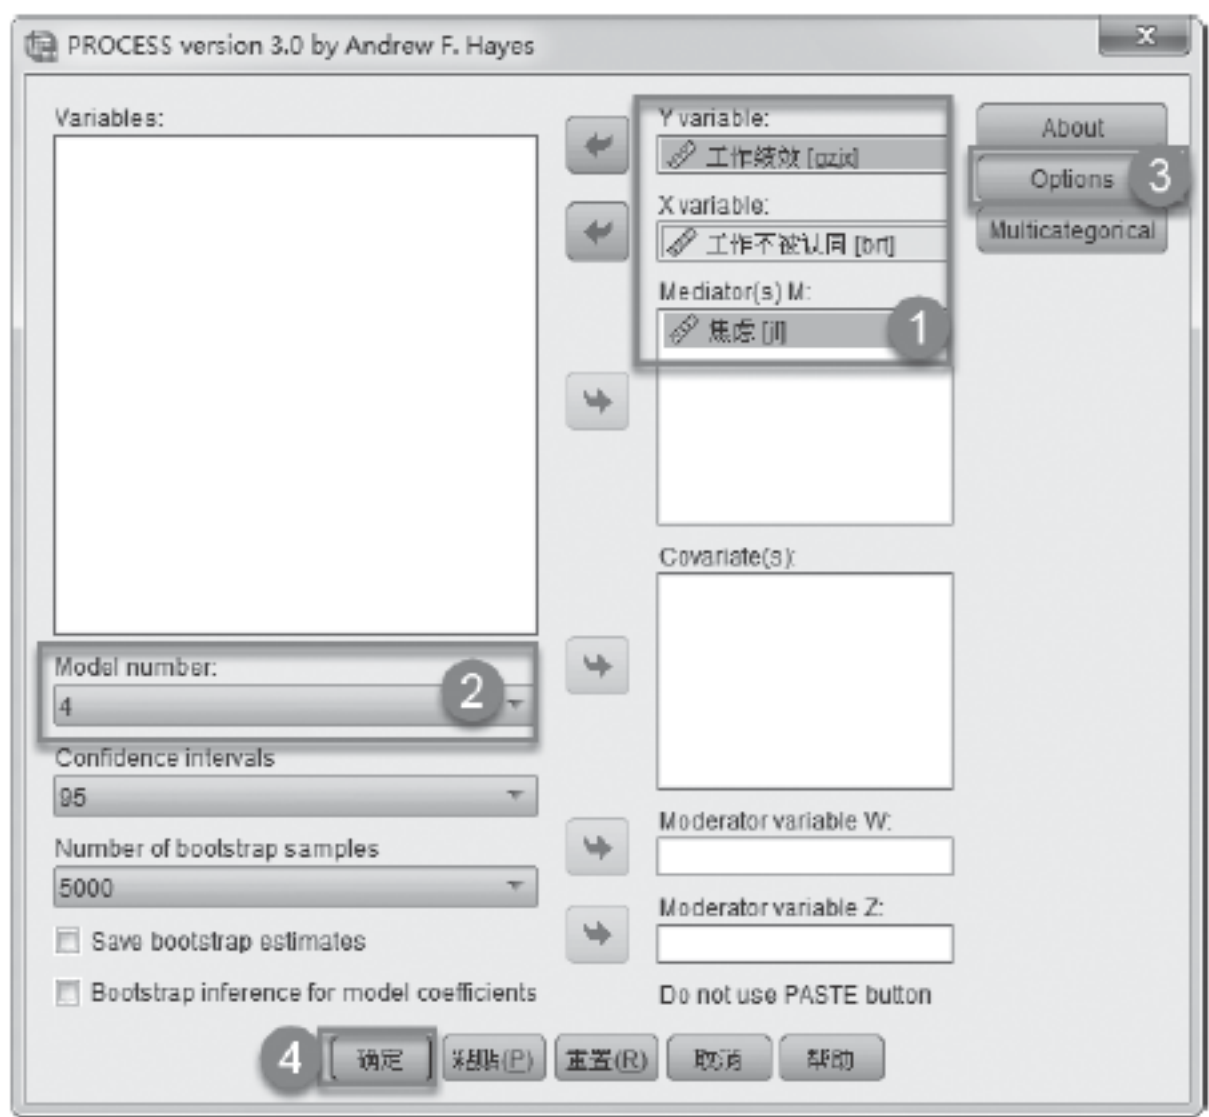 PROCESS version 3.0 by Andrew F. Hayes
x
Variables:
Y variable:
工作绩效 [gzjx]
X variable:
工作不被认同 [brt]
Mediator(s) M:
焦虑 [jl]
1
About
Options
3
Multicategorical
Covariate(s):
Model number:
2
4
Confidence intervals
95
Number of bootstrap samples
5000
Moderator variable W:
Moderator variable Z:
Save bootstrap estimates
Bootstrap inference for model coefficients
Do not use PASTE button
4
确定
粘贴(P)
重置(R)
取消
帮助